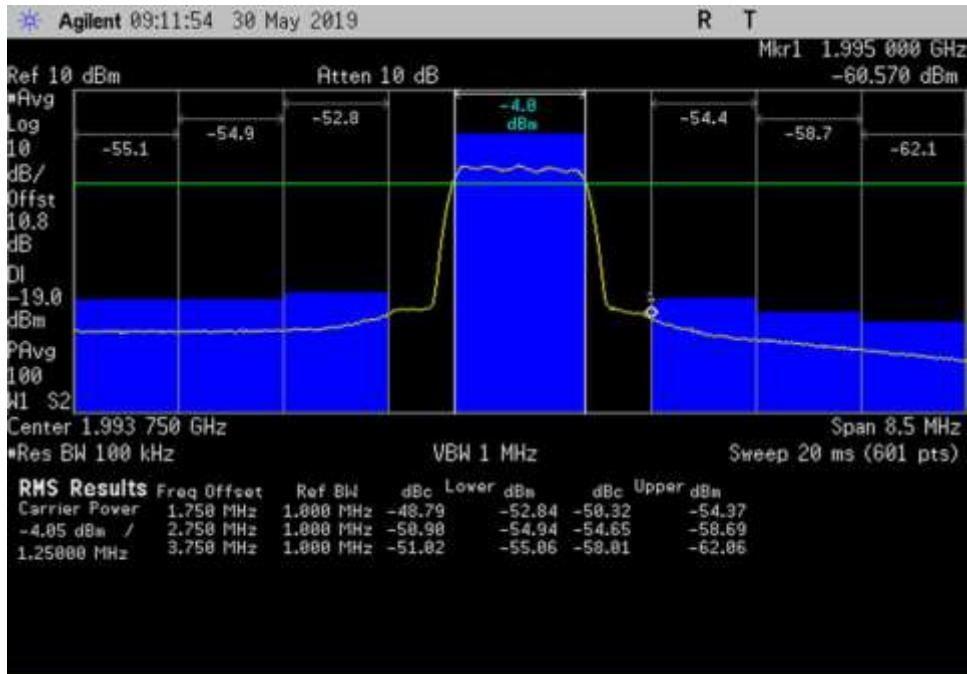 Agilent 09:11:54 30 May 2019 R T
Mkr1 1.995 000 GHz
Ref 10 dBm Atten 10 dB -60.570 dBm
*Avg
Log
10
dB/
Offst
10.8
dB
DI
-19.0
dBm
PAvg
100
W1 S2
-55.1 -54.9 -52.8 -4.0 dBm -54.4 -58.7 -62.1
Center 1.993 750 GHz Span 8.5 MHz
*Res BW 100 kHz VBW 1 MHz Sweep 20 ms (601 pts)
RMS Results Freq Offset Ref BW dBc Lower dBm dBc Upper dBm
Carrier Power 1.750 MHz 1.000 MHz -48.79 -52.84 -50.32 -54.37
-4.05 dBm / 2.750 MHz 1.000 MHz -50.90 -54.94 -54.65 -58.69
1.25000 MHz 3.750 MHz 1.000 MHz -51.02 -55.06 -58.01 -62.06